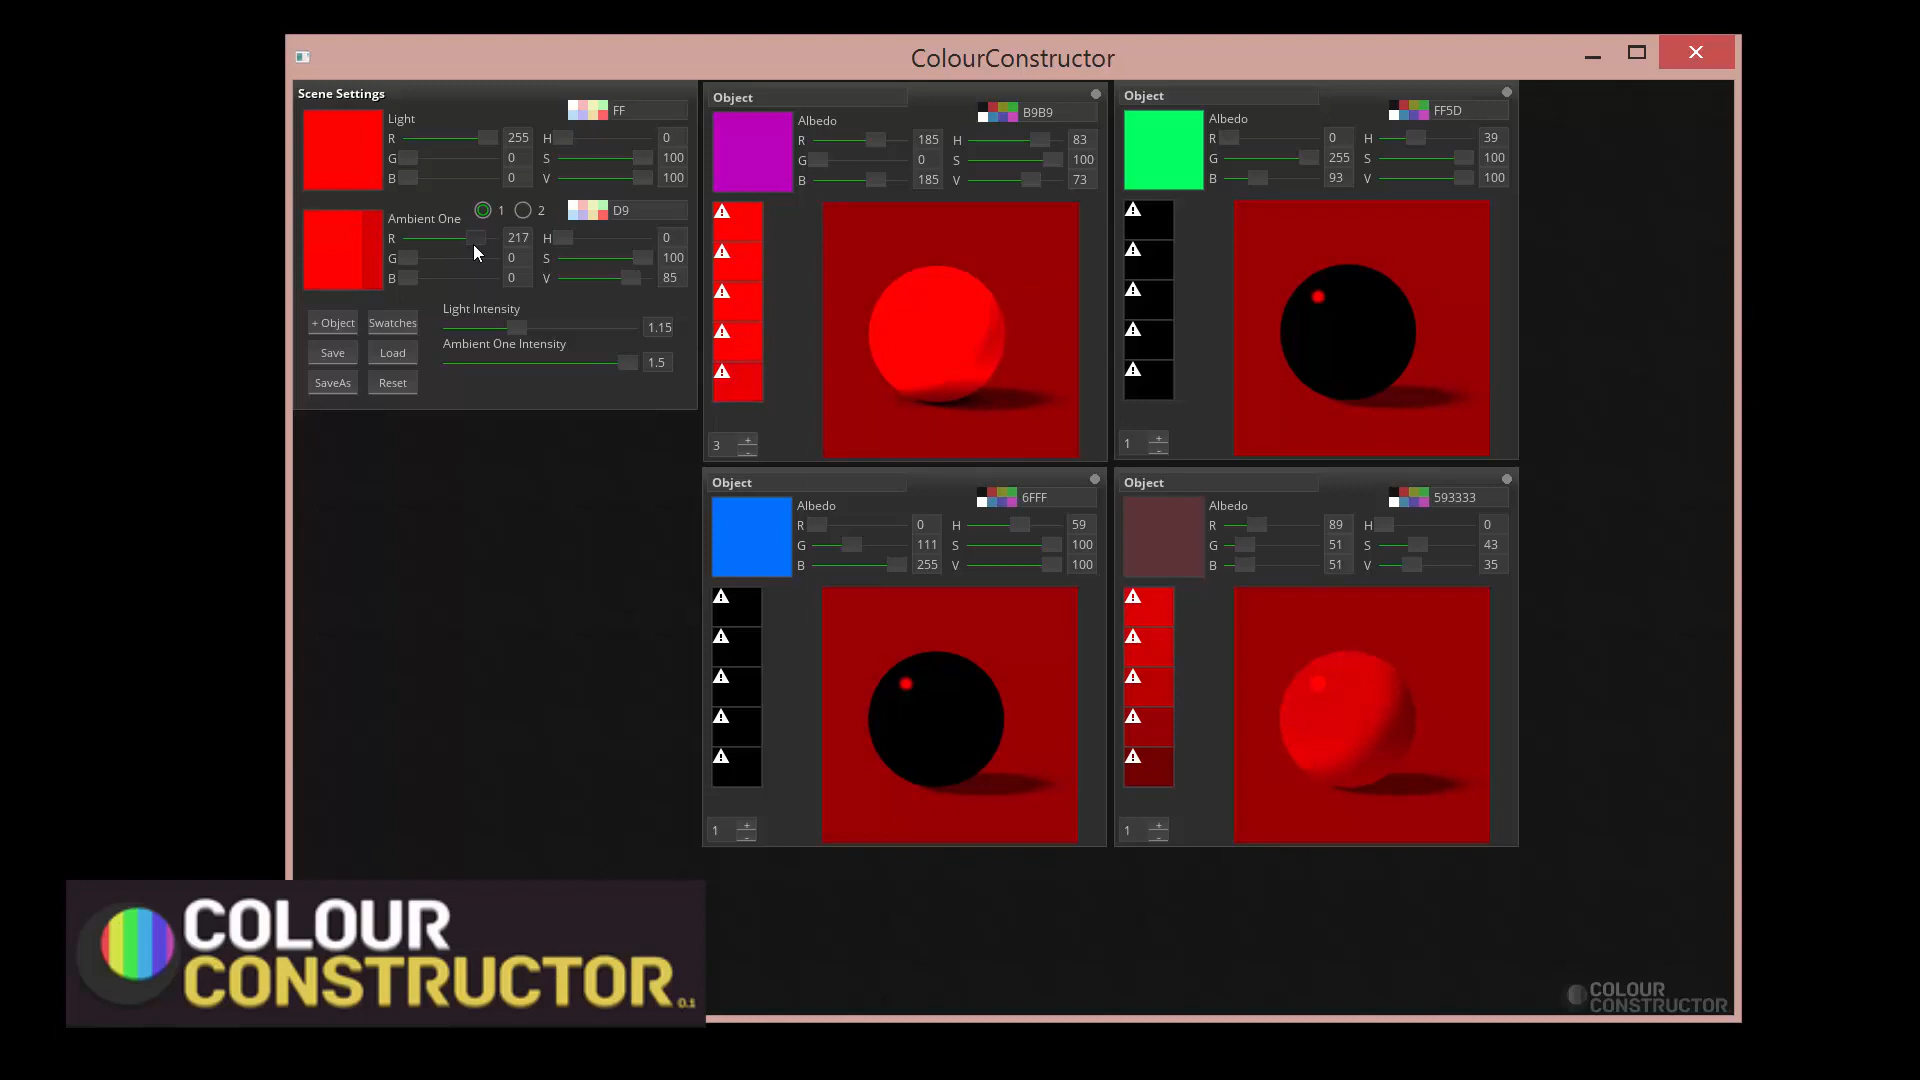 ColourConstructor
Scene Settings
Light
FF
R 255 H 0
G 0 S 100
B 0 V 100
Ambient One 1 2 D9
R 217 H 0
G 0 S 100
B 0 V 85
Light Intensity
1.15
Ambient One Intensity
1.5
+ Object Swatches
Save Load
SaveAs Reset
Object
B9B9
Albedo
R 185 H 83
G 0 S 100
B 185 V 73
3 + -
Object
FF5D
Albedo
R 0 H 39
G 255 S 100
B 93 V 100
1 + -
Object
6FFF
Albedo
R 0 H 59
G 111 S 100
B 255 V 100
1 + -
Object
593333
Albedo
R 89 H 0
G 51 S 43
B 51 V 35
1 + -
COLOUR
CONSTRUCTOR 0.1
COLOUR
CONSTRUCTOR